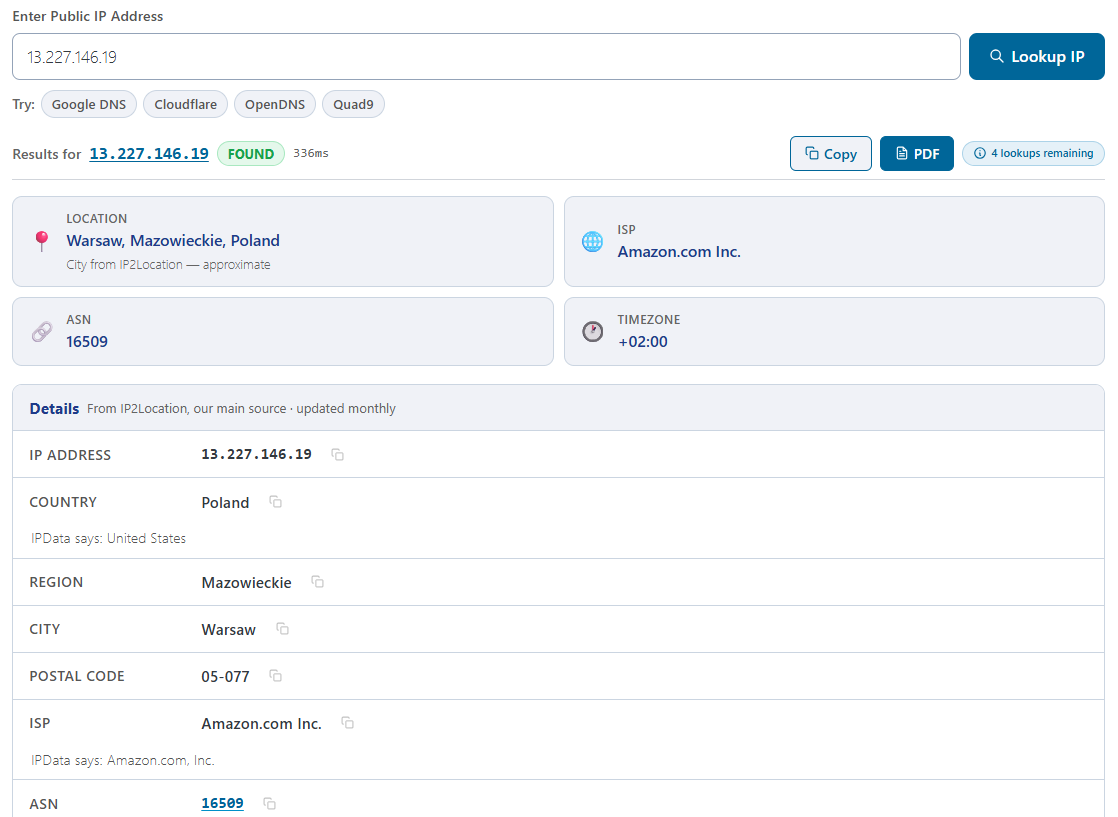 Enter Public IP Address
13.227.146.19
Lookup IP
Try: Google DNS Cloudflare OpenDNS Quad9
Results for 13.227.146.19 FOUND 336ms
Copy PDF 4 lookups remaining
LOCATION
Warsaw, Mazowieckie, Poland
City from IP2Location — approximate
ISP
Amazon.com Inc.
ASN
16509
TIMEZONE
+02:00
Details From IP2Location, our main source · updated monthly
IP ADDRESS 13.227.146.19
COUNTRY Poland
IPData says: United States
REGION Mazowieckie
CITY Warsaw
POSTAL CODE 05-077
ISP Amazon.com Inc.
IPData says: Amazon.com, Inc.
ASN 16509